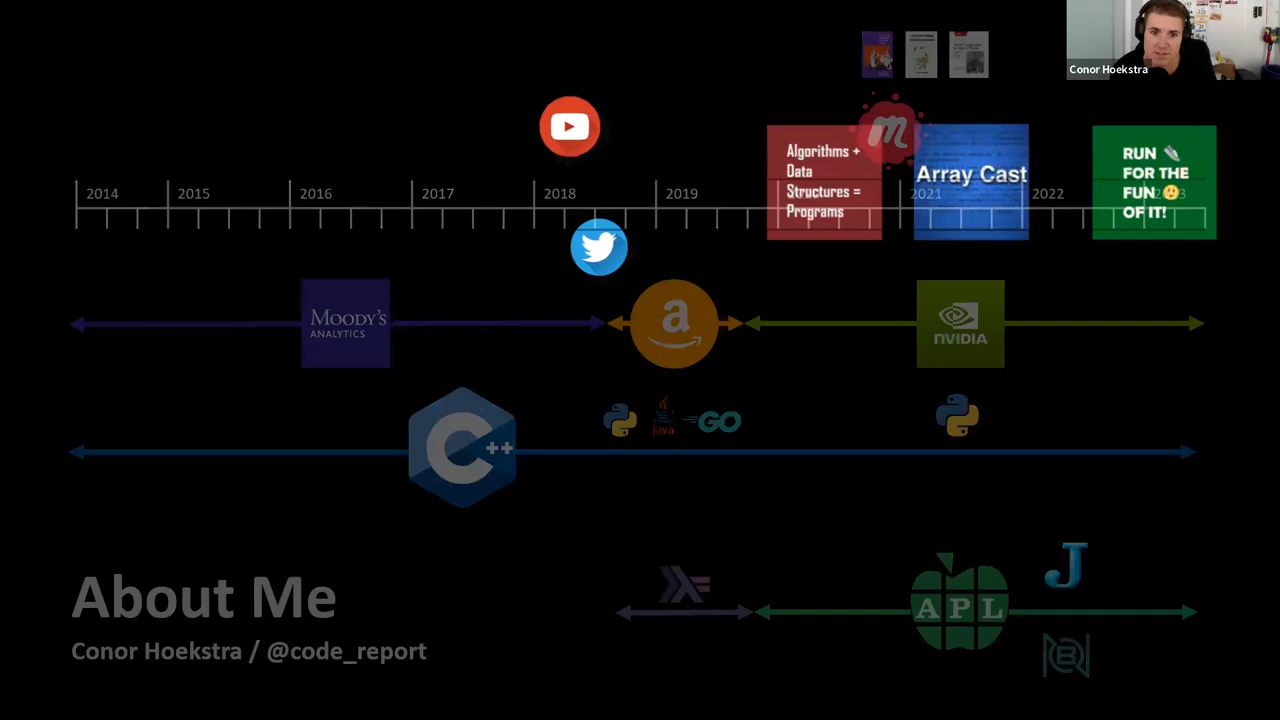 Conor Hoekstra
Algorithms +
Data
Structures =
Programs
Array Cast
RUN
FOR THE
FUN
OF IT!
2014
2015
2016
2017
2018
2019
2021
2022
MOODY'S
ANALYTICS
a
NVIDIA
C++
Java
GO
About Me
Conor Hoekstra / @code_report
APL
J
B